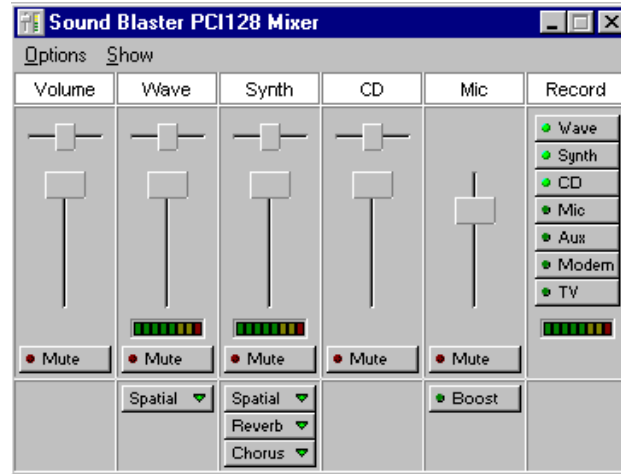 Sound Blaster PCI128 Mixer
Options Show
Volume Wave Synth CD Mic Record
Wave
Synth
CD
Mic
Aux
Modem
TV
Mute Mute Mute Mute Mute
Spatial Spatial Boost
Reverb
Chorus